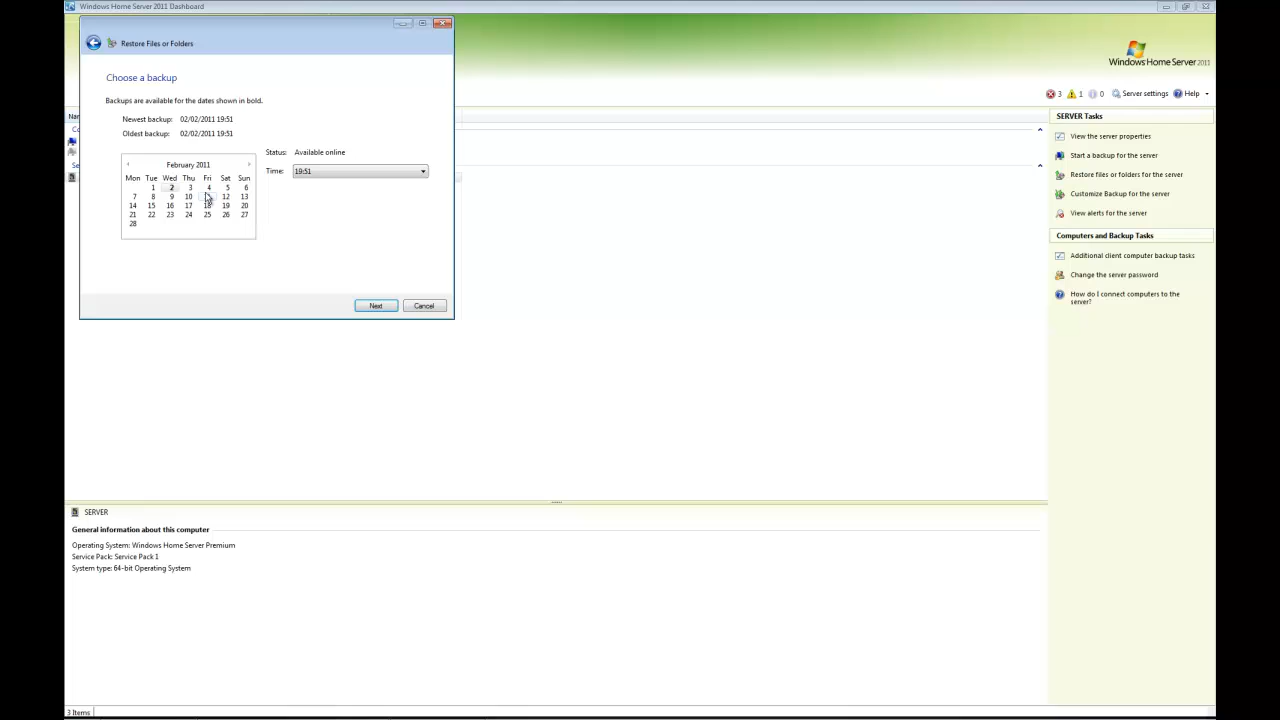 Windows Home Server 2011 Dashboard
Restore Files or Folders
Windows Home Server 2011
Choose a backup
3 1 0 Server settings Help
Backups are available for the dates shown in bold.
Newest backup: 02/02/2011 19:51
Oldest backup: 02/02/2011 19:51
Status: Available online
Time: 19:51
February 2011
Mon Tue Wed Thu Fri Sat Sun
1 2 3 4 5 6
7 8 9 10 12 13
14 15 16 17 18 19 20
21 22 23 24 25 26 27
28
Next Cancel
SERVER Tasks
View the server properties
Start a backup for the server
Restore files or folders for the server
Customize Backup for the server
View alerts for the server
Computers and Backup Tasks
Additional client computer backup tasks
Change the server password
How do I connect computers to the
server?
SERVER
General information about this computer
Operating System: Windows Home Server Premium
Service Pack: Service Pack 1
System type: 64-bit Operating System
3 Items